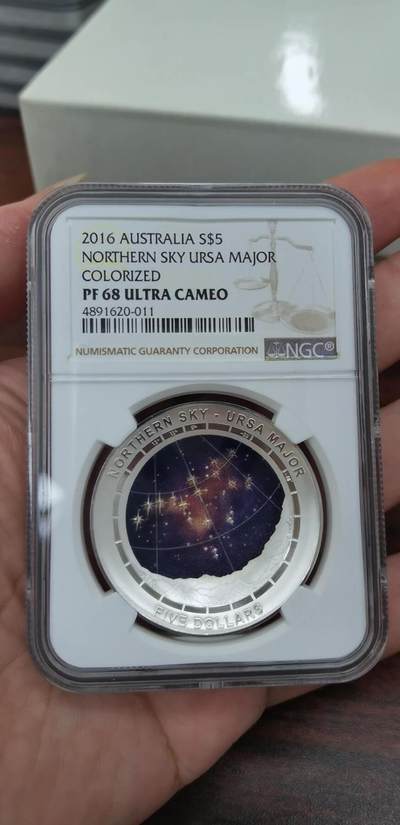 2016 AUSTRALIA S$5
NORTHERN SKY URSA MAJOR
COLORIZED
PF 68 ULTRA CAMEO
4891620-011
NUMISMATIC GUARANTY CORPORATION
NGC®
NORTHERN SKY - URSA MAJOR
FIVE DOLLARS